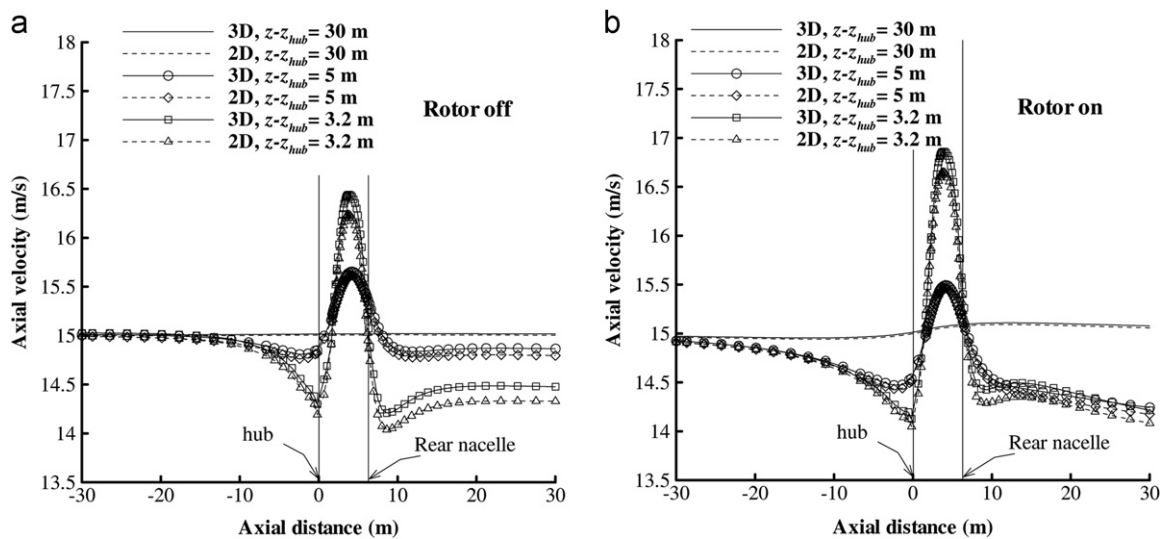 a
3D, z-z_hub = 30 m
2D, z-z_hub = 30 m
3D, z-z_hub = 5 m
2D, z-z_hub = 5 m
3D, z-z_hub = 3.2 m
2D, z-z_hub = 3.2 m
Rotor off
18
17.5
17
16.5
16
15.5
15
14.5
14
13.5
Axial velocity (m/s)
hub
Rear nacelle
-30
-20
-10
0
10
20
30
Axial distance (m)
b
3D, z-z_hub = 30 m
2D, z-z_hub = 30 m
3D, z-z_hub = 5 m
2D, z-z_hub = 5 m
3D, z-z_hub = 3.2 m
2D, z-z_hub = 3.2 m
Rotor on
18
17.5
17
16.5
16
15.5
15
14.5
14
13.5
Axial velocity (m/s)
hub
Rear nacelle
-30
-20
-10
0
10
20
30
Axial distance (m)